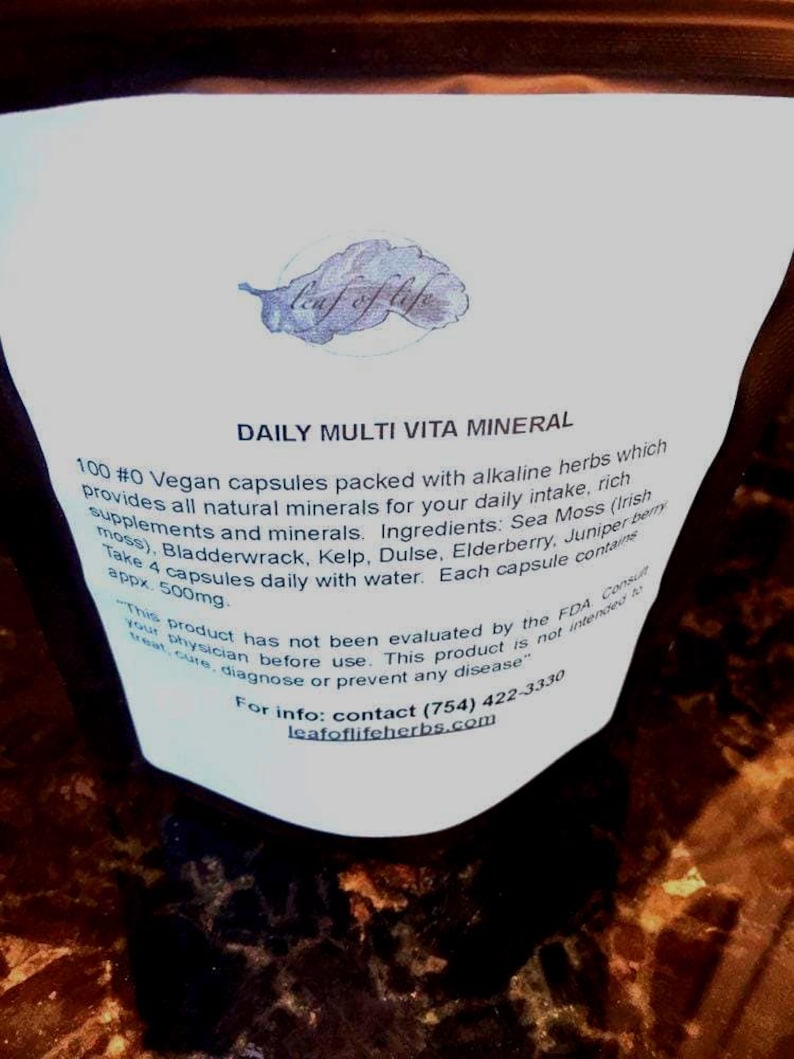 leaf of life
DAILY MULTI VITA MINERAL
100 #0 Vegan capsules packed with alkaline herbs which
provides all natural minerals for your daily intake, rich
supplements and minerals. Ingredients: Sea Moss (Irish
moss), Bladderwrack, Kelp, Dulse, Elderberry, Juniper berry.
Take 4 capsules daily with water. Each capsule contains
appx. 500mg.
"This product has not been evaluated by the FDA. Consult
your physician before use. This product is not intended to
treat, cure, diagnose or prevent any disease"
For info: contact (754) 422-3330
leafoflifeherbs.com